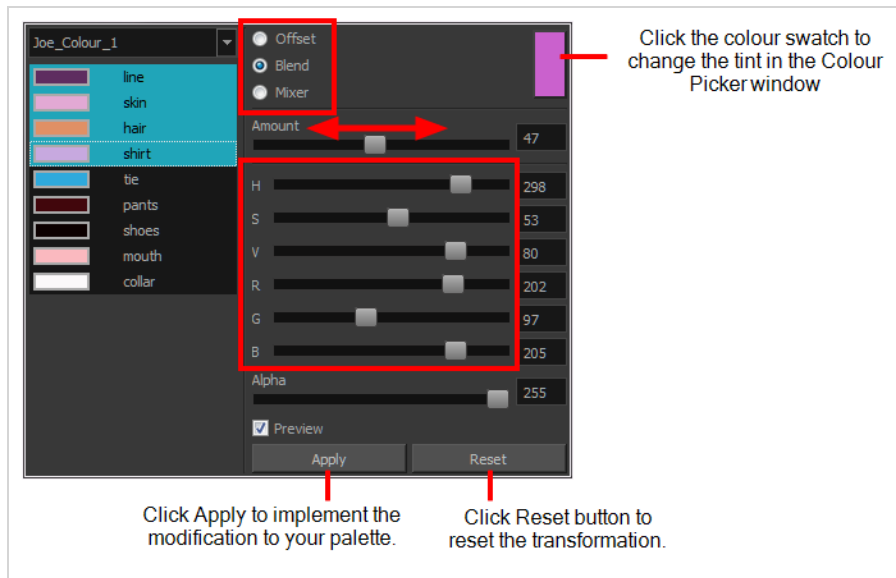 Joe_Colour_1
line
skin
hair
shirt
tie
pants
shoes
mouth
collar
Offset
Blend
Mixer
Click the colour swatch to
change the tint in the Colour
Picker window
Amount
47
H
298
S
53
V
80
R
202
G
97
B
205
Alpha
255
Preview
Apply
Reset
Click Apply to implement the
modification to your palette.
Click Reset button to
reset the transformation.